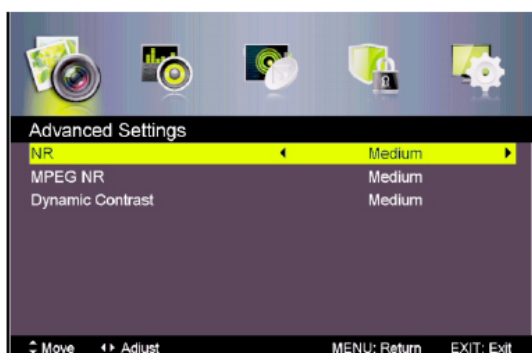 Advanced Settings
NR Medium
MPEG NR Medium
Dynamic Contrast Medium
Move Adjust MENU: Return EXIT: Exit